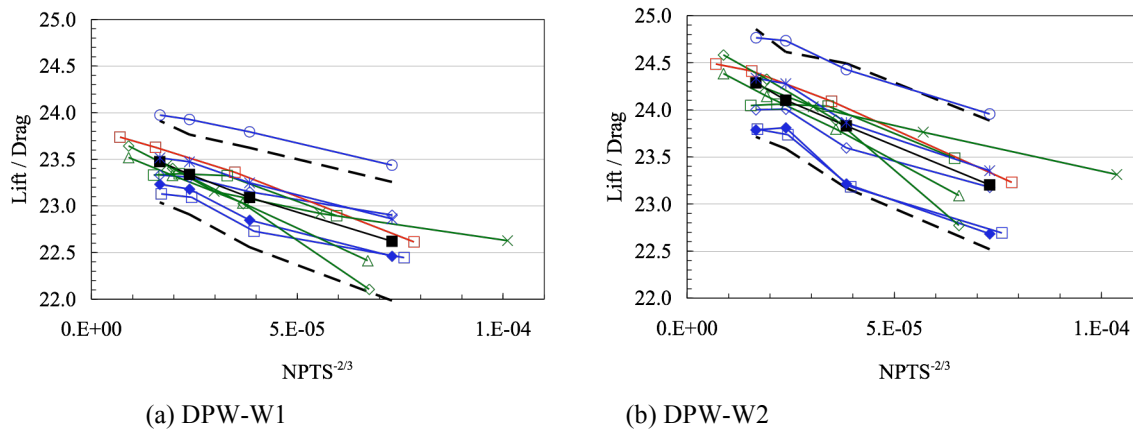 25.0
24.5
24.0
23.5
23.0
22.5
22.0
Lift / Drag
0.E+00
5.E-05
1.E-04
NPTS-2/3
(a) DPW-W1
25.0
24.5
24.0
23.5
23.0
22.5
22.0
Lift / Drag
0.E+00
5.E-05
1.E-04
NPTS-2/3
(b) DPW-W2